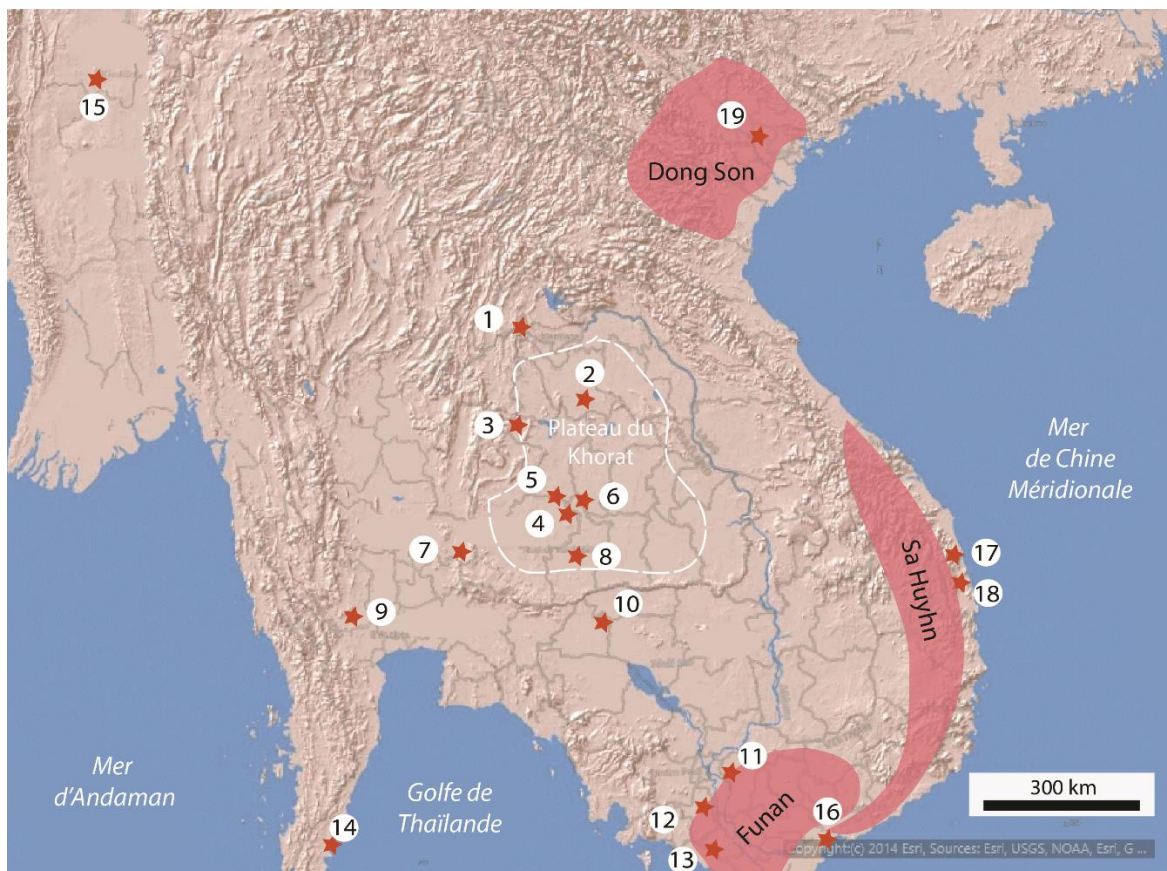 15
19
Dong Son
1
2
3
Plateau du
Khorat
5
6
4
7
8
9
10
Mer
de Chine
Méridionale
Sa Huyhn
17
18
11
Mer
d'Andaman
Golfe de
Thaïlande
14
12
13
Funan
16
300 km
Copyright:(c) 2014 Esri, Sources: Esri, USGS, NOAA, Esri, G ...